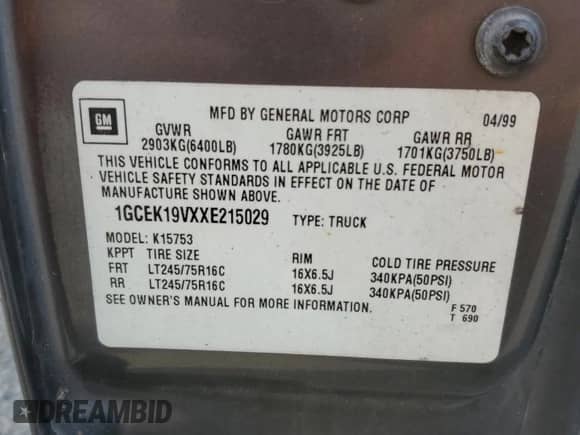 GM
MFD BY GENERAL MOTORS CORP 04/99
GVWR GAWR FRT GAWR RR
2903KG(6400LB) 1780KG(3925LB) 1701KG(3750LB)
THIS VEHICLE CONFORMS TO ALL APPLICABLE U.S. FEDERAL MOTOR
VEHICLE SAFETY STANDARDS IN EFFECT ON THE DATE OF
MANUFACTURE SHOWN ABOVE.
1GCEK19VXXE215029 TYPE: TRUCK
MODEL: K15753
KPPT TIRE SIZE RIM COLD TIRE PRESSURE
FRT LT245/75R16C 16X6.5J 340KPA(50PSI)
RR LT245/75R16C 16X6.5J 340KPA(50PSI)
SEE OWNER'S MANUAL FOR MORE INFORMATION.
F 570
T 690
DREAMBID